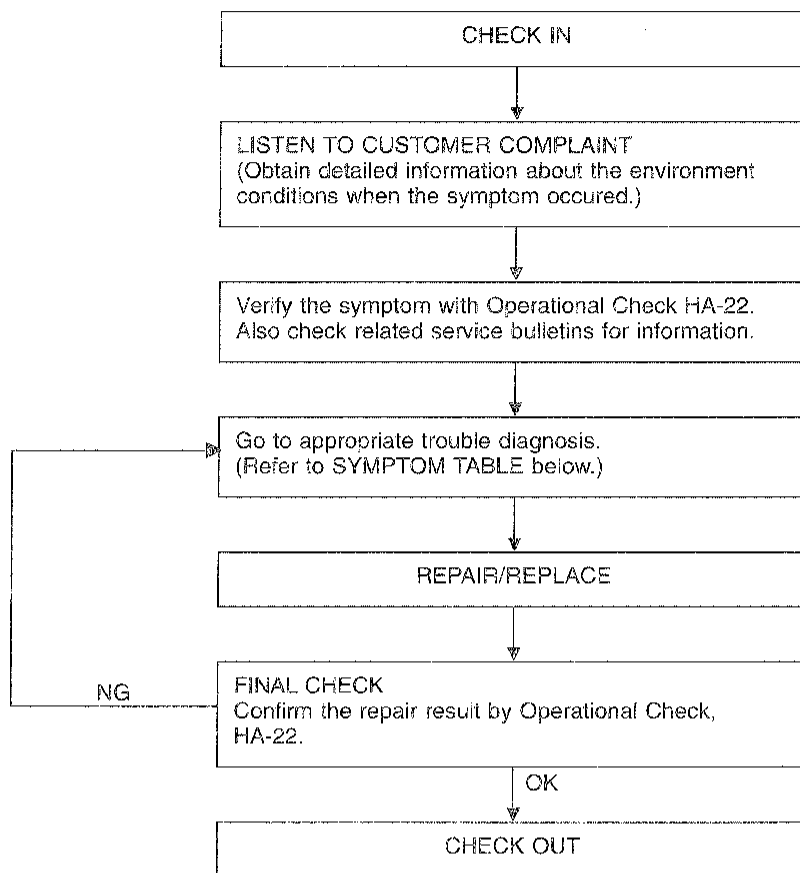 CHECK IN
LISTEN TO CUSTOMER COMPLAINT
(Obtain detailed information about the environment
conditions when the symptom occured.)
Verify the symptom with Operational Check HA-22.
Also check related service bulletins for information.
Go to appropriate trouble diagnosis.
(Refer to SYMPTOM TABLE below.)
REPAIR/REPLACE
NG
FINAL CHECK
Confirm the repair result by Operational Check,
HA-22.
OK
CHECK OUT